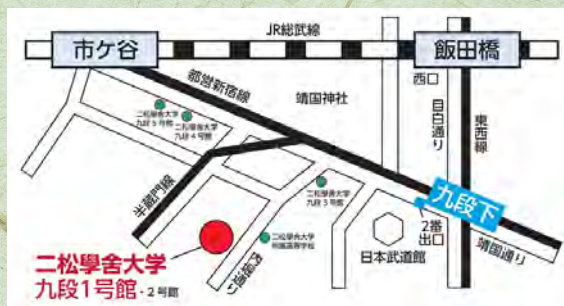 JR総武線
市ケ谷
飯田橋
西口
都営新宿線
靖国神社
目白通り
東西線
二松學舍大学
九段5号館
二松學舍大学
九段4号館
半蔵門線
二松學舍大学
九段3号館
九段下
2番
出口
二松學舍大学
附属高等学校
日本武道館
靖国通り
内堀通り
二松學舍大学
九段1号館・2号館